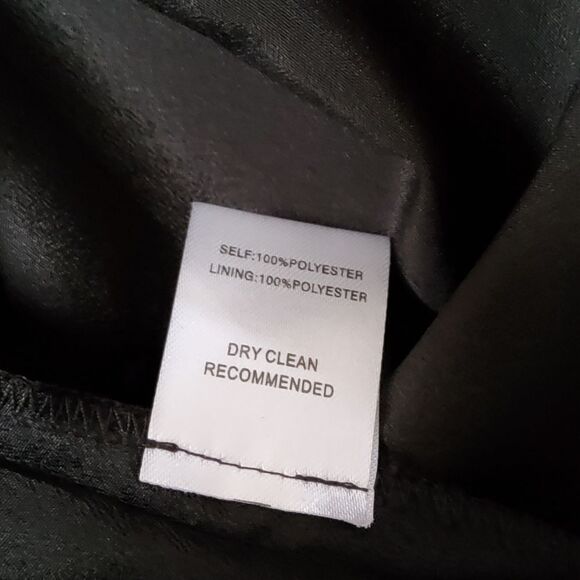 SELF:100%POLYESTER
LINING:100%POLYESTER
DRY CLEAN
RECOMMENDED